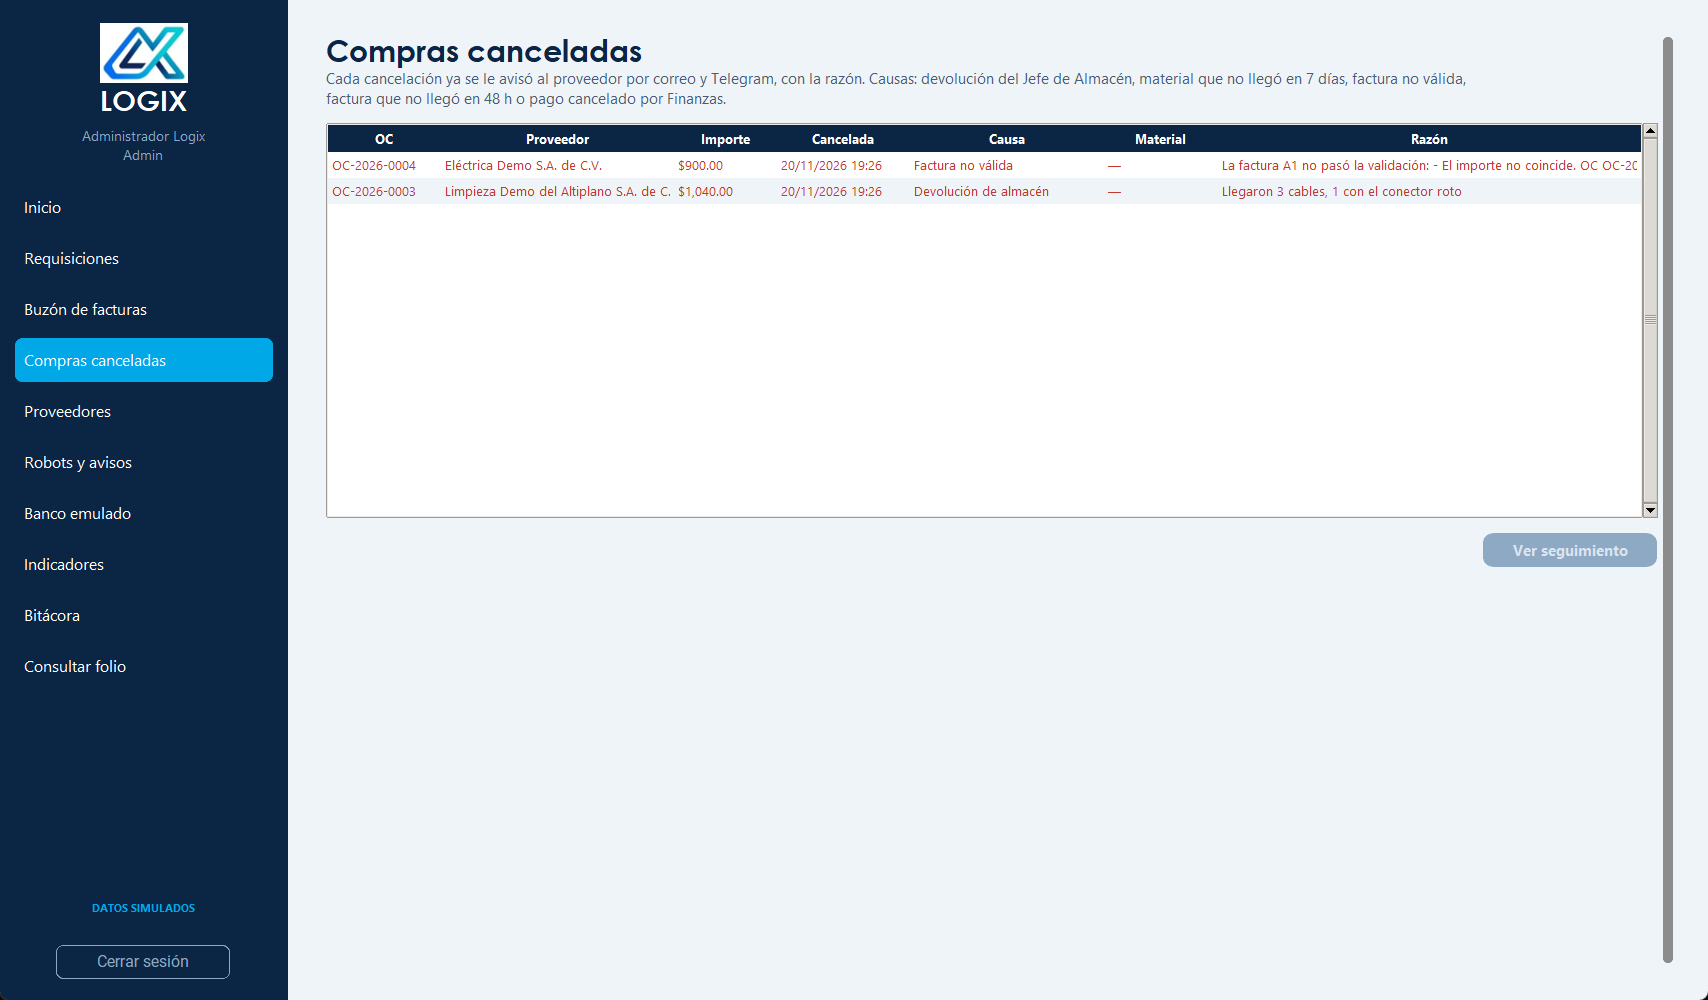 LOGIX
Administrador Logix
Admin
Inicio
Requisiciones
Buzón de facturas
Compras canceladas
Proveedores
Robots y avisos
Banco emulado
Indicadores
Bitácora
Consultar folio
DATOS SIMULADOS
Cerrar sesión
Compras canceladas
Cada cancelación ya se le avisó al proveedor por correo y Telegram, con la razón. Causas: devolución del Jefe de Almacén, material que no llegó en 7 días, factura no válida,
factura que no llegó en 48 h o pago cancelado por Finanzas.
OC Proveedor Importe Cancelada Causa Material Razón
OC-2026-0004 Eléctrica Demo S.A. de C.V. $900.00 20/11/2026 19:26 Factura no válida — La factura A1 no pasó la validación: - El importe no coincide. OC OC-20
OC-2026-0003 Limpieza Demo del Altiplano S.A. de C. $1,040.00 20/11/2026 19:26 Devolución de almacén — Llegaron 3 cables, 1 con el conector roto
Ver seguimiento